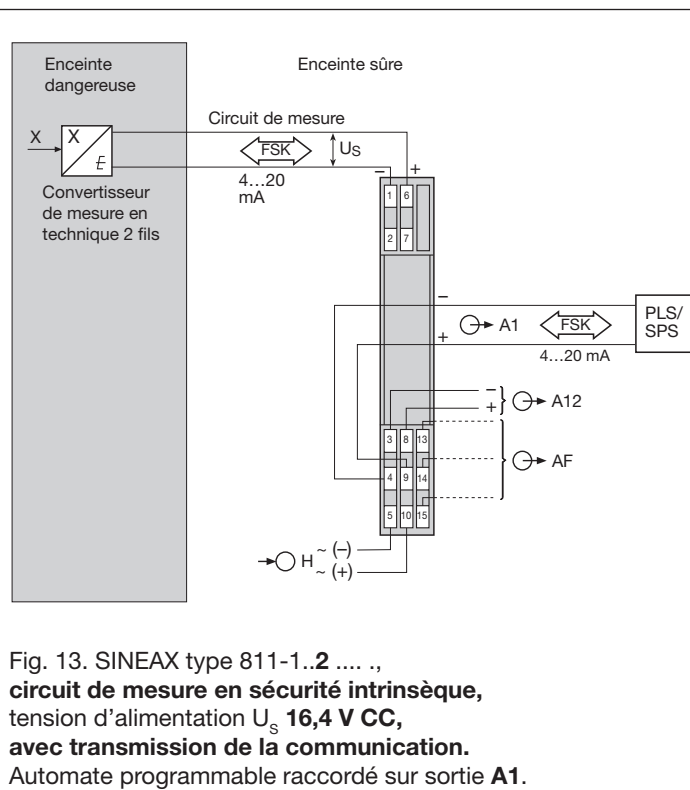 Enceinte
dangereuse
Enceinte sûre
Circuit de mesure
X
X
E
FSK
US
4...20
mA
– +
Convertisseur
de mesure en
technique 2 fils
1 6
2 7
–
A1
FSK
PLS/
SPS
+
4...20 mA
–
+
A12
3 8 13
AF
4 9 14
5 10 15
H ~ (–)
~ (+)
Fig. 13. SINEAX type 811-1..2 .... .,
circuit de mesure en sécurité intrinsèque,
tension d'alimentation US 16,4 V CC,
avec transmission de la communication.
Automate programmable raccordé sur sortie A1.